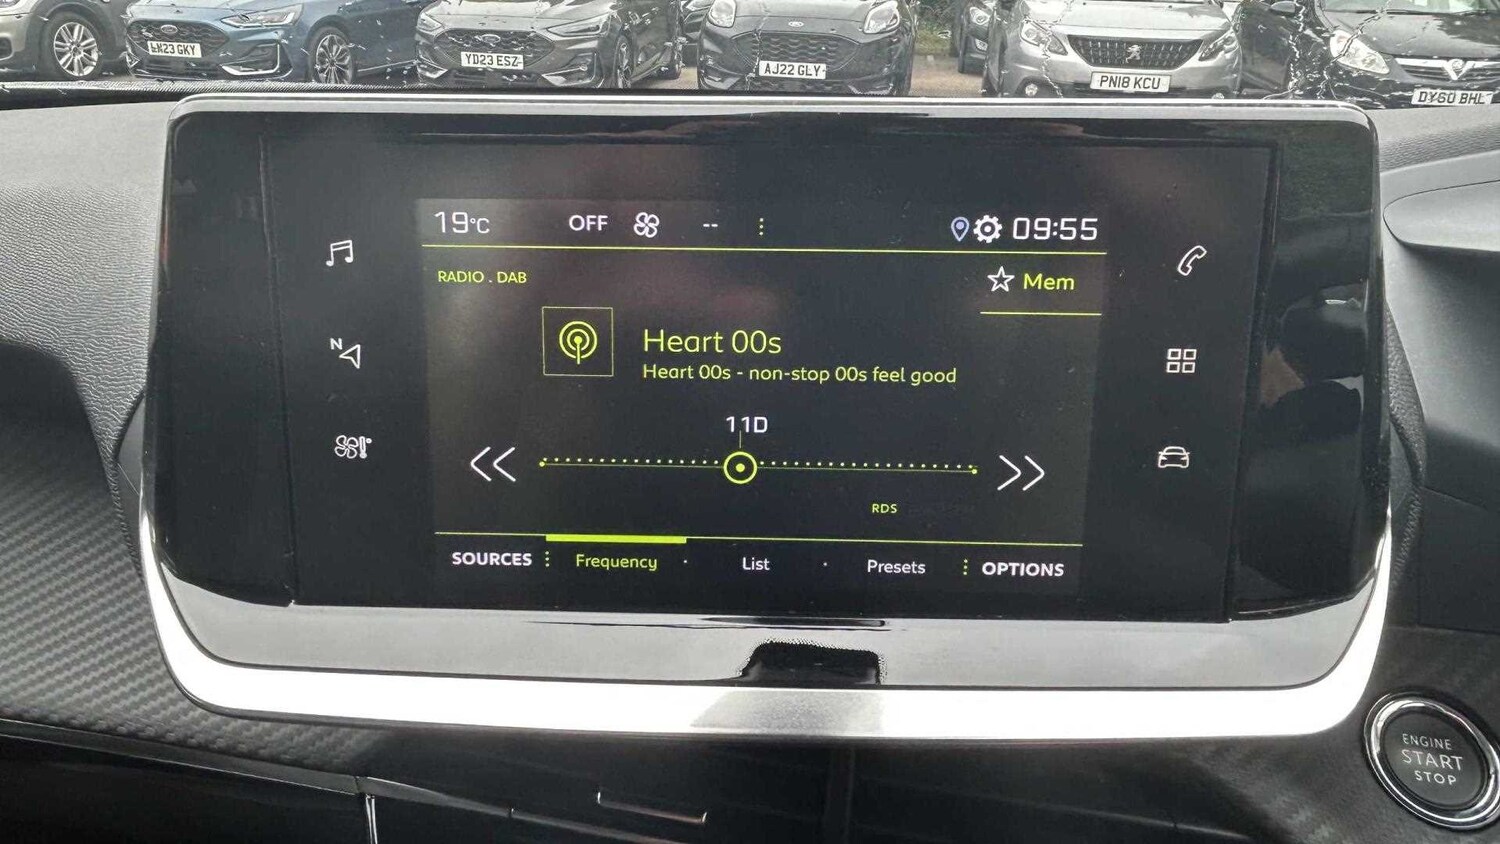 LM23 GKY
YD23 ESZ
AJ22 GLY
PN18 KCU
DY60 BHL
19°C OFF -- 09:55
RADIO . DAB
Mem
Heart 00s
Heart 00s - non-stop 00s feel good
11D
RDS
SOURCES Frequency List Presets OPTIONS
N
ENGINE
START
STOP